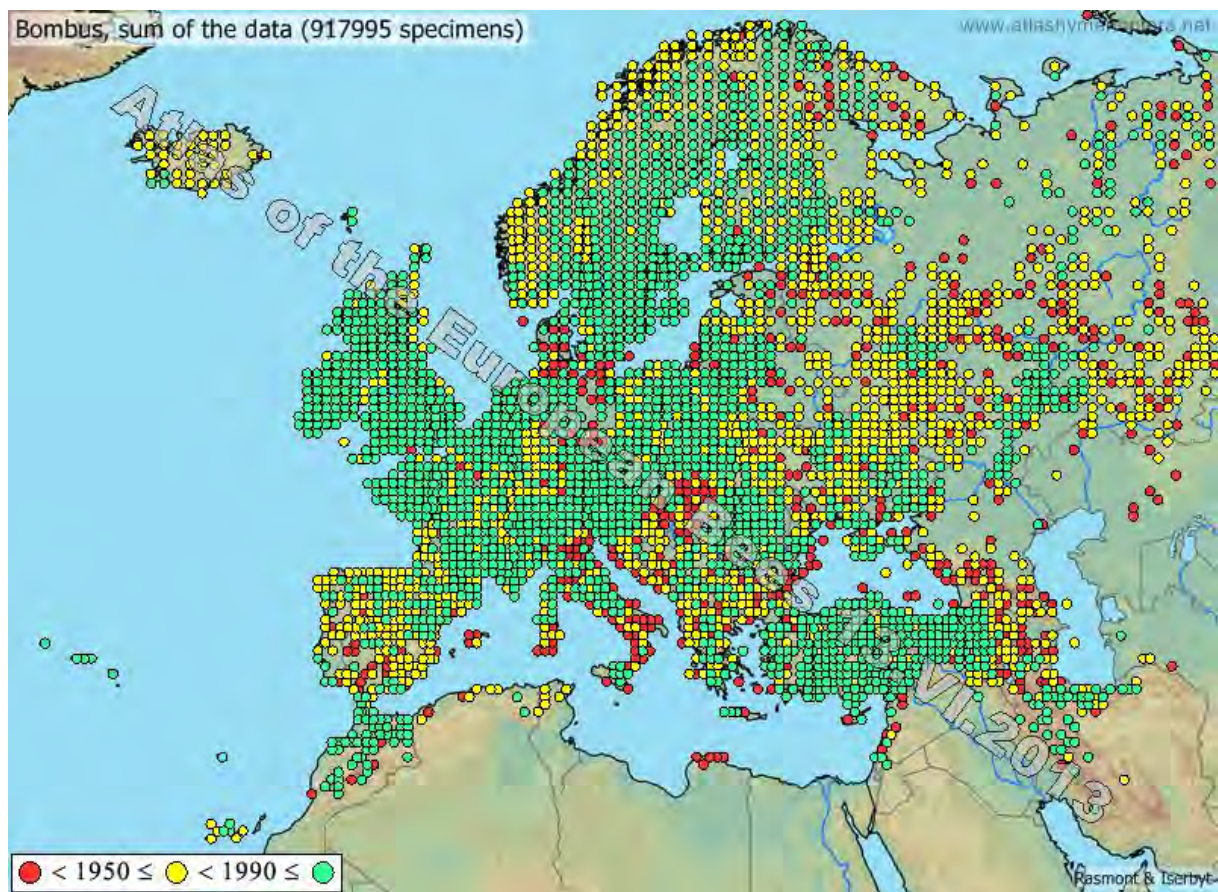 Bombus, sum of the data (917995 specimens)
www.atlashymenoptera.net
Atlas of the European Bees 13.VI.2013
< 1950 ≤ < 1990 ≤
Rasmont & Iserbyt